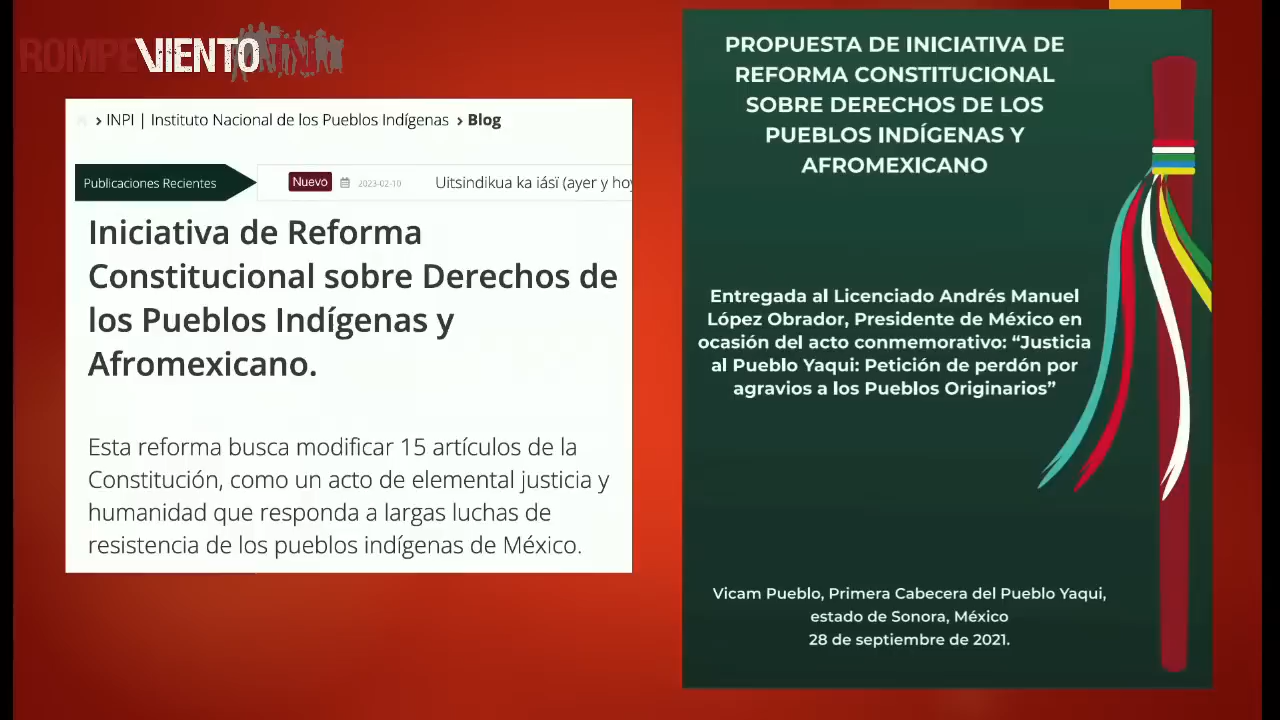 ROMPEVIENTO
INPI | Instituto Nacional de los Pueblos Indígenas > Blog
Publicaciones Recientes
Nuevo 2023-02-10 Uitsindikua ka iásï (ayer y hoy
Iniciativa de Reforma
Constitucional sobre Derechos de
los Pueblos Indígenas y
Afromexicano.
Esta reforma busca modificar 15 artículos de la
Constitución, como un acto de elemental justicia y
humanidad que responda a largas luchas de
resistencia de los pueblos indígenas de México.
PROPUESTA DE INICIATIVA DE
REFORMA CONSTITUCIONAL
SOBRE DERECHOS DE LOS
PUEBLOS INDÍGENAS Y
AFROMEXICANO
Entregada al Licenciado Andrés Manuel
López Obrador, Presidente de México en
ocasión del acto conmemorativo: “Justicia
al Pueblo Yaqui: Petición de perdón por
agravios a los Pueblos Originarios”
Vicam Pueblo, Primera Cabecera del Pueblo Yaqui,
estado de Sonora, México
28 de septiembre de 2021.